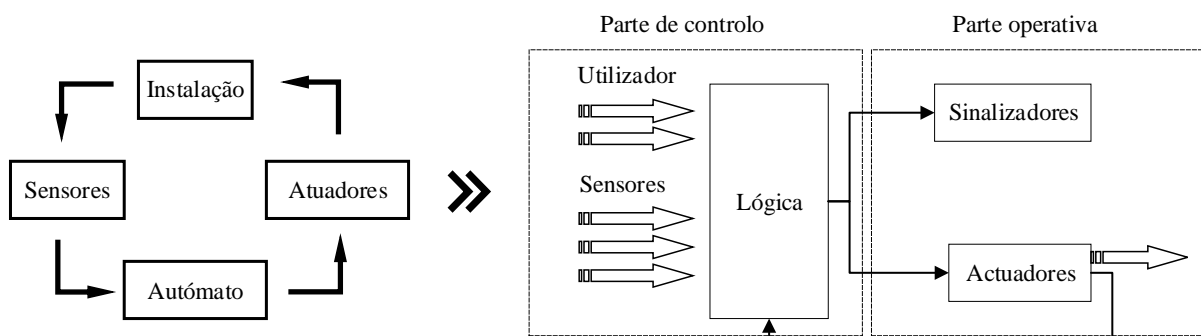 Instalação
Sensores
Atuadores
Autómato
Parte de controlo
Parte operativa
Utilizador
Sensores
Lógica
Sinalizadores
Actuadores